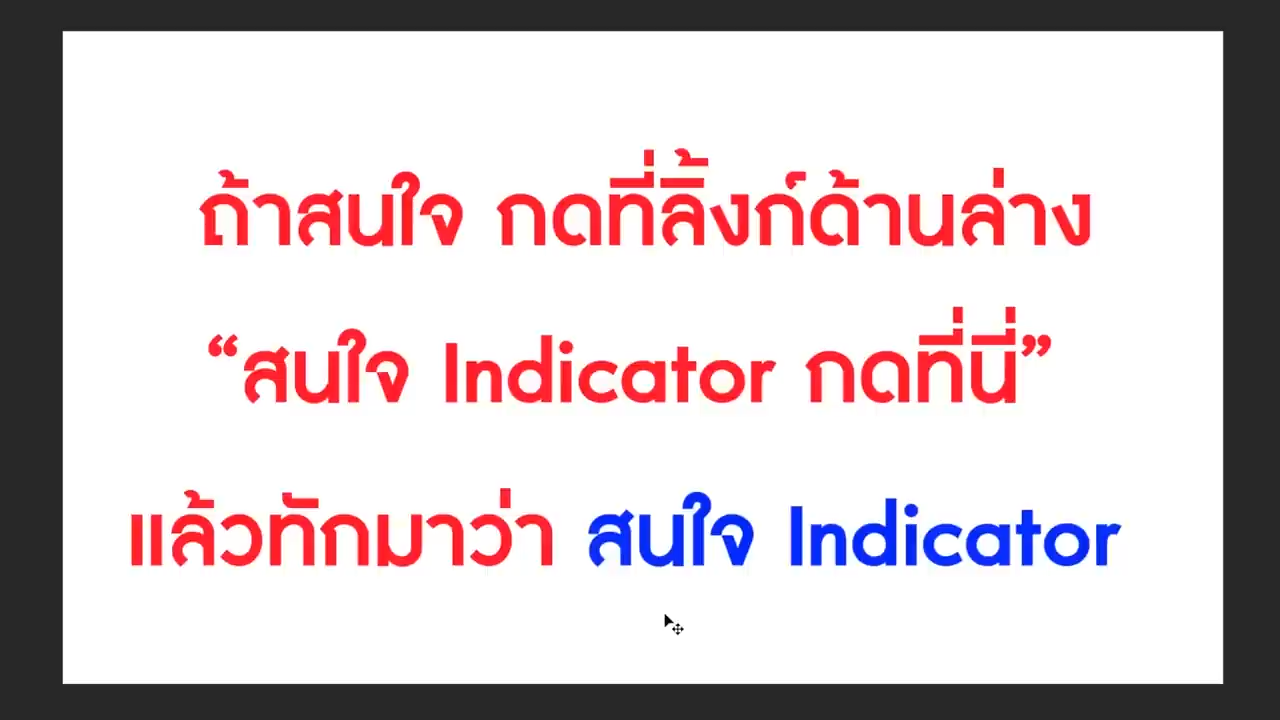 ถ้าสนใจ กดที่ลิ้งก์ด้านล่าง
“สนใจ Indicator กดที่นี่”
แล้วทักมาว่า สนใจ Indicator